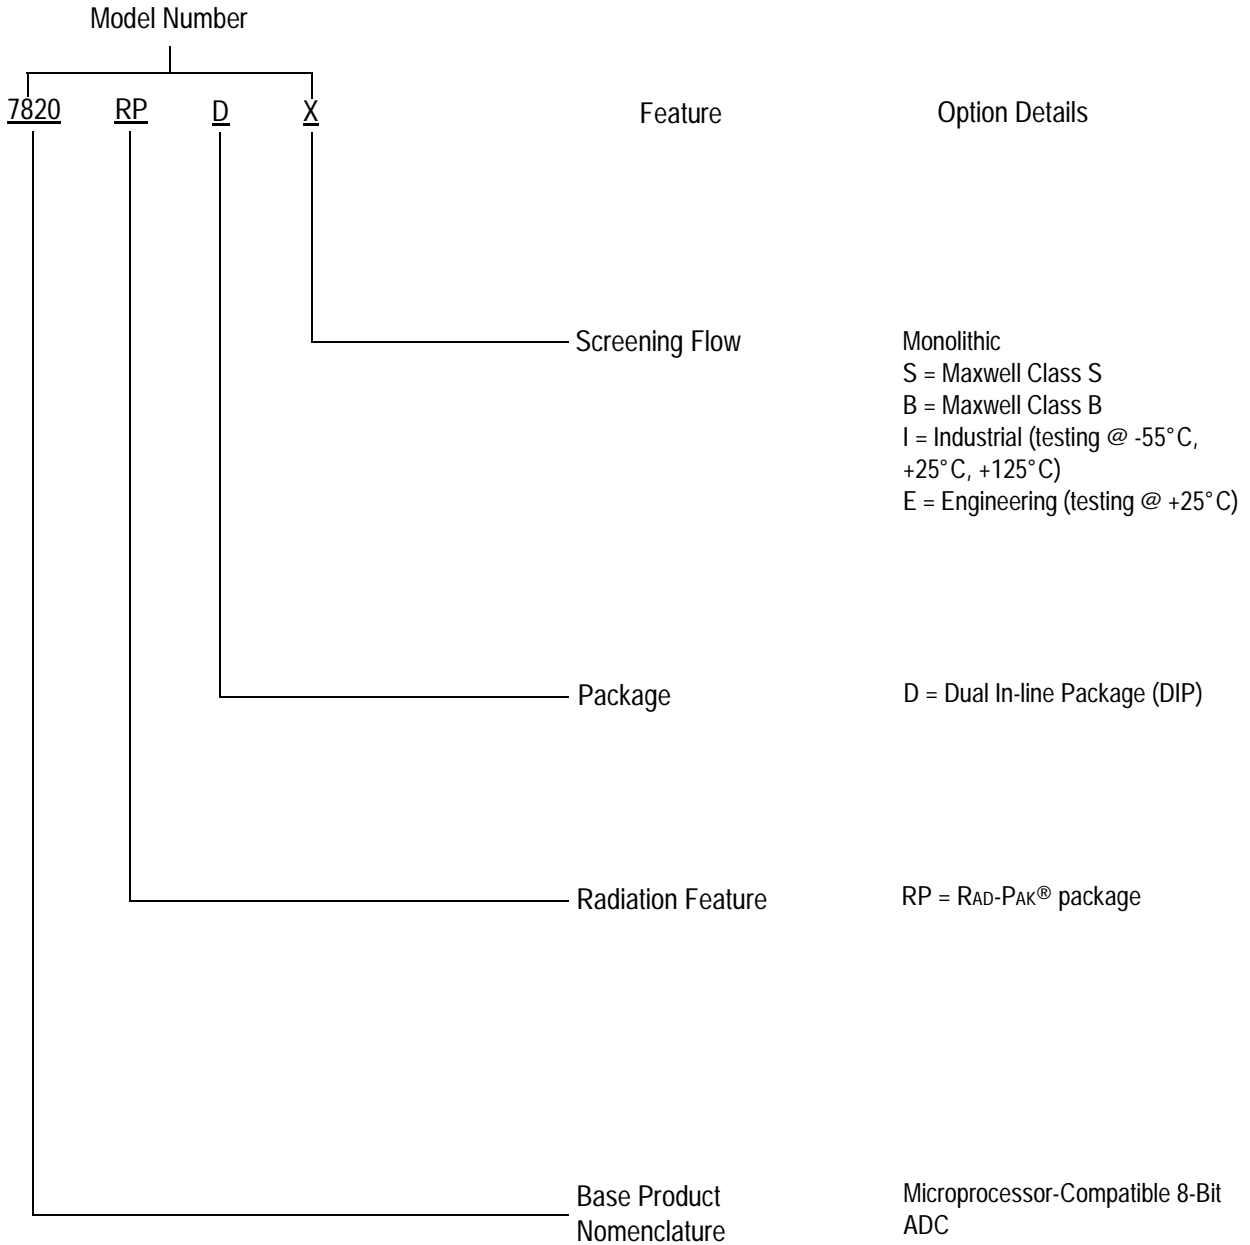 Model Number
7820 RP D X Feature Option Details
Screening Flow Monolithic
S = Maxwell Class S
B = Maxwell Class B
I = Industrial (testing @ -55°C,
+25°C, +125°C)
E = Engineering (testing @ +25°C)
Package D = Dual In-line Package (DIP)
Radiation Feature RP = RAD-PAK® package
Base Product Microprocessor-Compatible 8-Bit
Nomenclature ADC